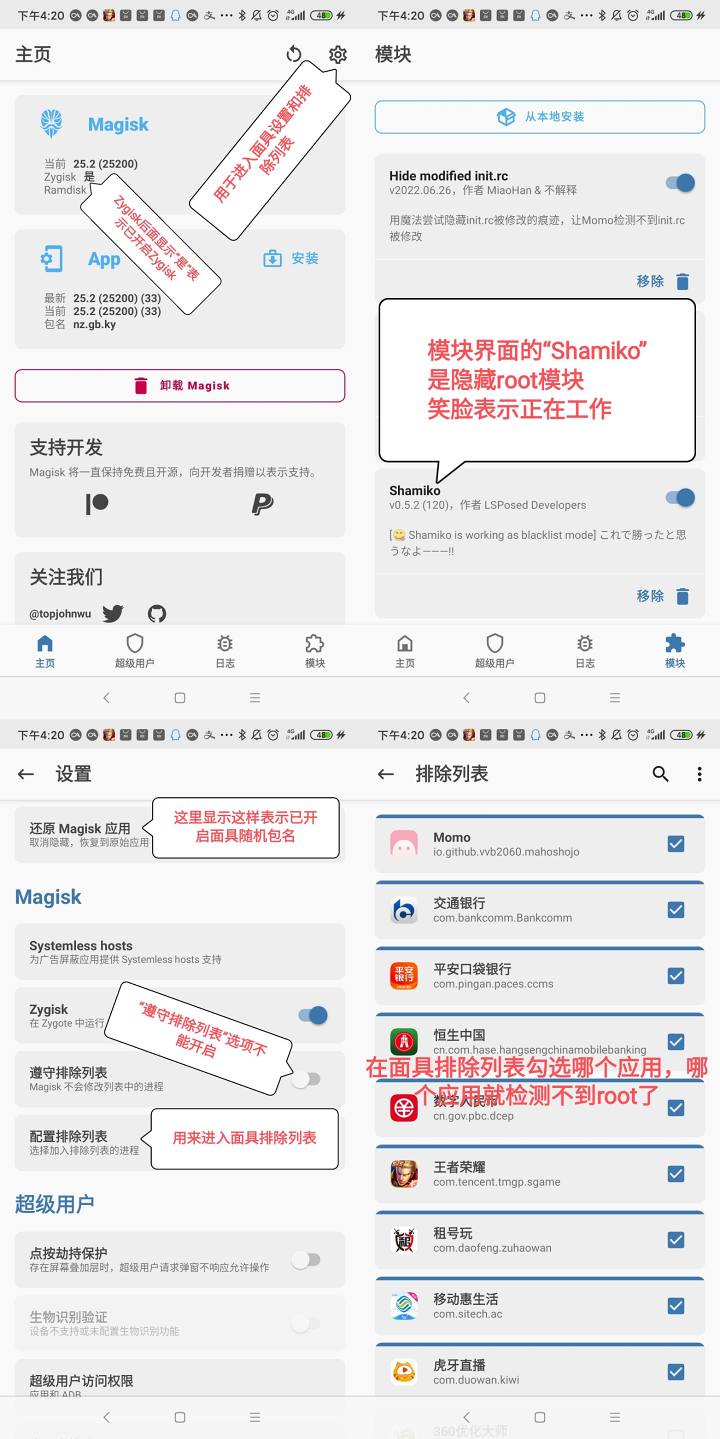 下午4:20
4G
48
主页
用于进入面具设置和排
除列表
Magisk
当前 25.2 (25200)
Zygisk 是
Ramdisk
Zygisk后面显示“是”表
示已开启Zygisk
App
安装
最新 25.2 (25200) (33)
当前 25.2 (25200) (33)
包名 nz.gb.ky
卸载 Magisk
支持开发
Magisk 将一直保持免费且开源，向开发者捐赠以表示支持。
关注我们
@topjohnwu
主页
超级用户
日志
模块
下午4:20
4G
48
模块
从本地安装
Hide modified init.rc
v2022.06.26，作者 MiaoHan & 不解释
用魔法尝试隐藏init.rc被修改的痕迹，让Momo检测不到init.rc
被修改
移除
模块界面的“Shamiko”
是隐藏root模块
笑脸表示正在工作
Shamiko
v0.5.2 (120)，作者 LSPosed Developers
[😋 Shamiko is working as blacklist mode] これで勝ったと思
うなよ―――!!
移除
主页
超级用户
日志
模块
下午4:20
4G
48
设置
还原 Magisk 应用
取消隐藏，恢复到原始应用
这里显示这样表示已开
启面具随机包名
Magisk
Systemless hosts
为广告屏蔽应用提供 Systemless hosts 支持
Zygisk
在 Zygote 中运行
“遵守排除列表”选项不
能开启
遵守排除列表
Magisk 不会修改列表中的进程
配置排除列表
选择加入排除列表的进程
用来进入面具排除列表
超级用户
点按劫持保护
存在屏幕叠加层时，超级用户请求弹窗不响应允许操作
生物识别验证
设备不支持或未配置生物识别功能
超级用户访问权限
应用和 ADB
下午4:20
4G
48
排除列表
Momo
io.github.vvb2060.mahoshojo
交通银行
com.bankcomm.Bankcomm
平安口袋银行
com.pingan.paces.ccms
恒生中国
cn.com.hase.hangsengchinamobilebanking
在面具排除列表勾选哪个应用，哪
个应用就检测不到root了
数字人民币
cn.gov.pbc.dcep
王者荣耀
com.tencent.tmgp.sgame
租号玩
com.daofeng.zuhaowan
移动惠生活
com.sitech.ac
虎牙直播
com.duowan.kiwi
360优化大师